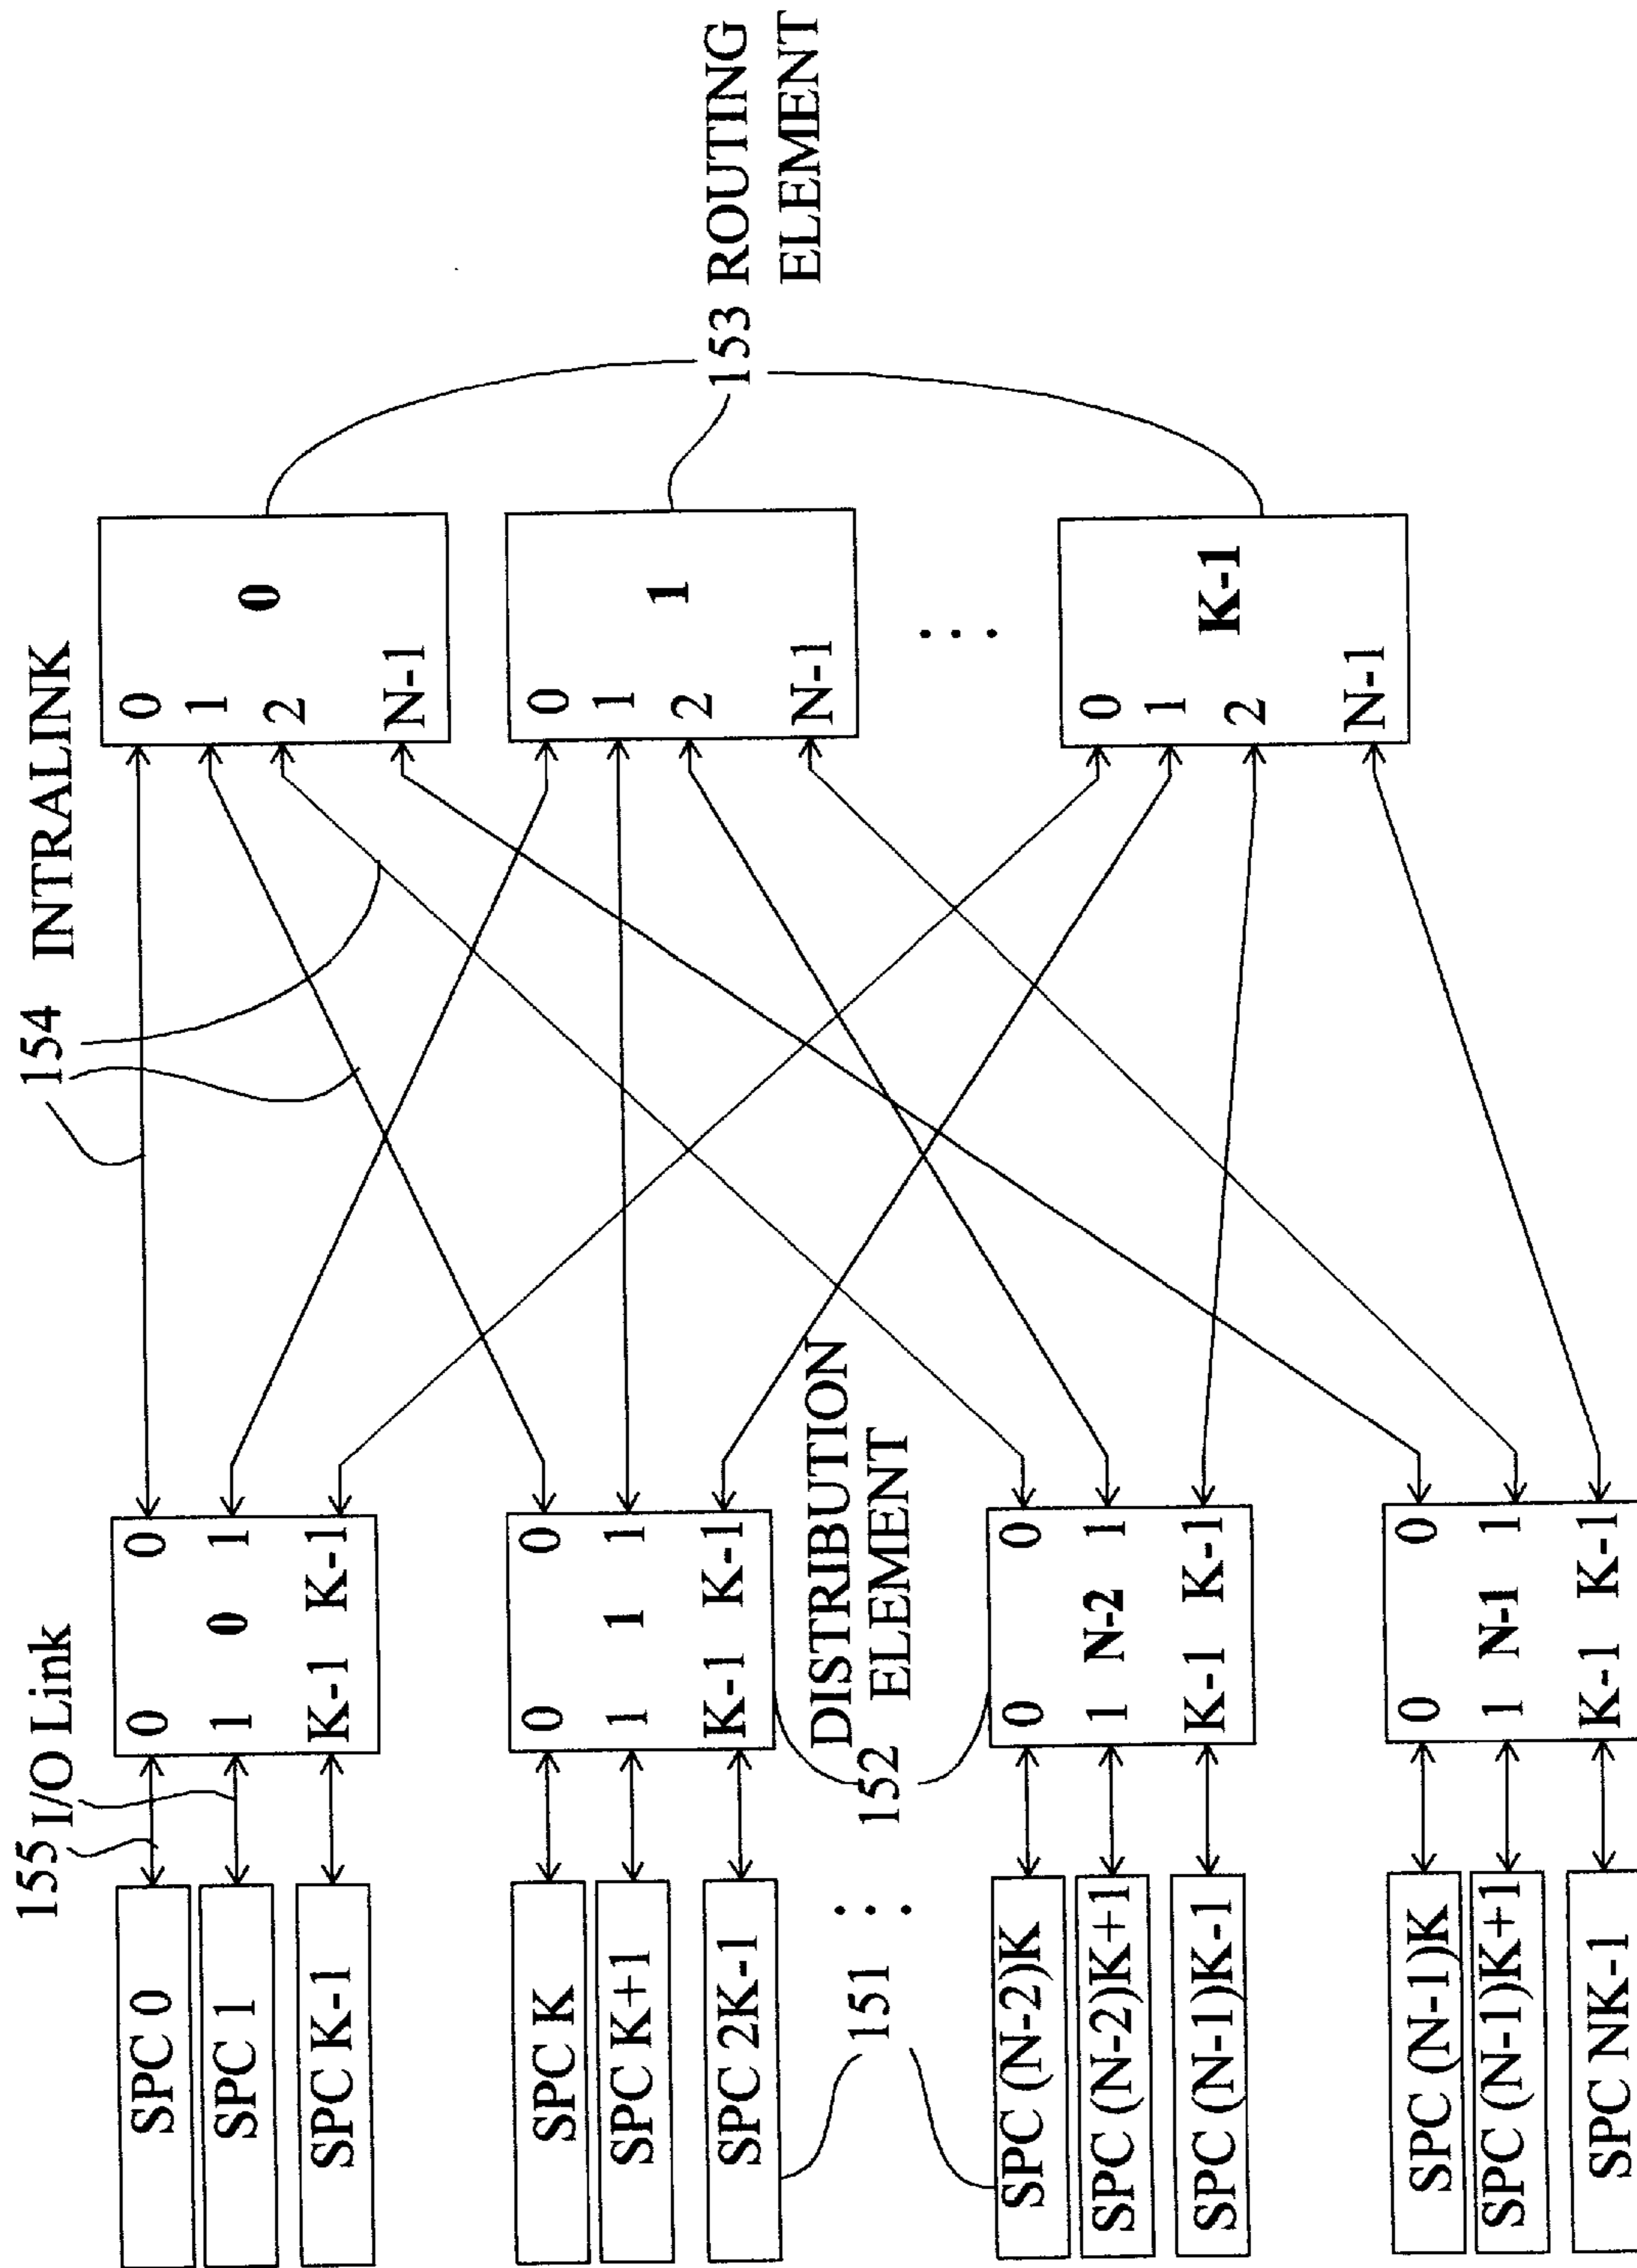 155 I/O Link
154 INTRALINK
SPC 0
SPC 1
SPC K-1
0 0
1 0 1
K-1 K-1
0
1
2
N-1
0
SPC K
SPC K+1
SPC 2K-1
0 0
1 1 1
K-1 K-1
0
1
2
N-1
1
153 ROUTING
ELEMENT
151
152
DISTRIBUTION
ELEMENT
SPC (N-2)K
SPC (N-2)K+1
SPC (N-1)K-1
0 0
1 N-2 1
K-1 K-1
0
1
2
N-1
K-1
SPC (N-1)K
SPC (N-1)K+1
SPC NK-1
0 0
1 N-1 1
K-1 K-1